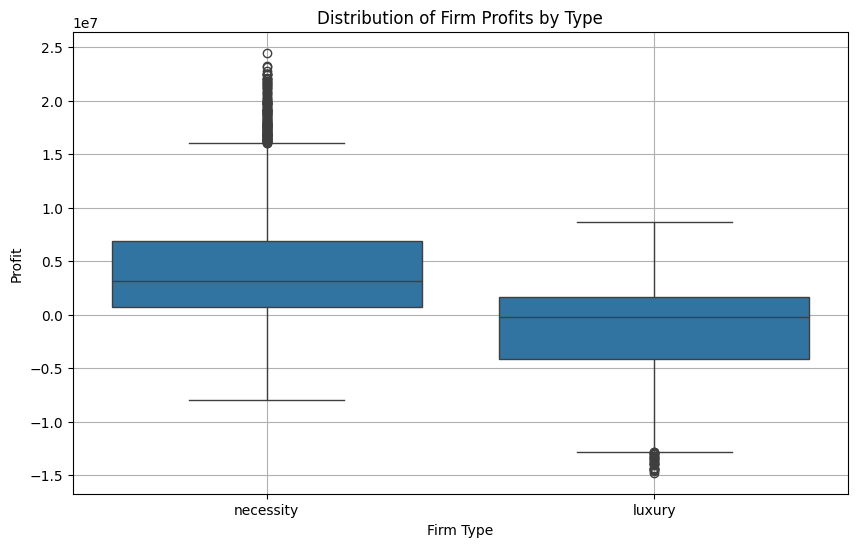 Distribution of Firm Profits by Type
1e7
2.5
2.0
1.5
1.0
0.5
0.0
−0.5
−1.0
−1.5
Profit
necessity
luxury
Firm Type